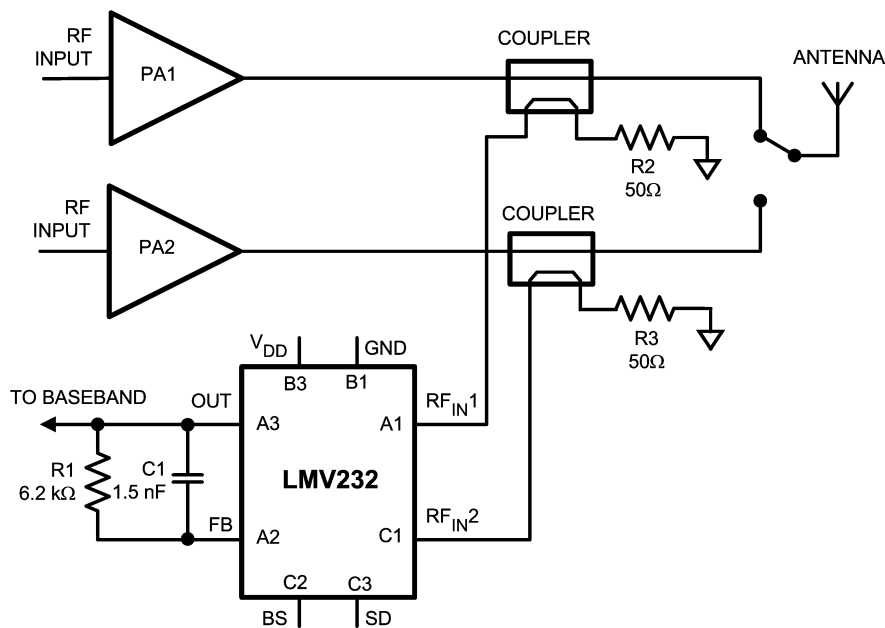 RF
INPUT
PA1
COUPLER
ANTENNA
R2
50Ω
RF
INPUT
PA2
COUPLER
R3
50Ω
VDD
GND
B3
B1
TO BASEBAND
OUT
A3
A1
RFIN1
R1
6.2 kΩ
C1
1.5 nF
LMV232
FB
A2
C1
RFIN2
C2
C3
BS
SD